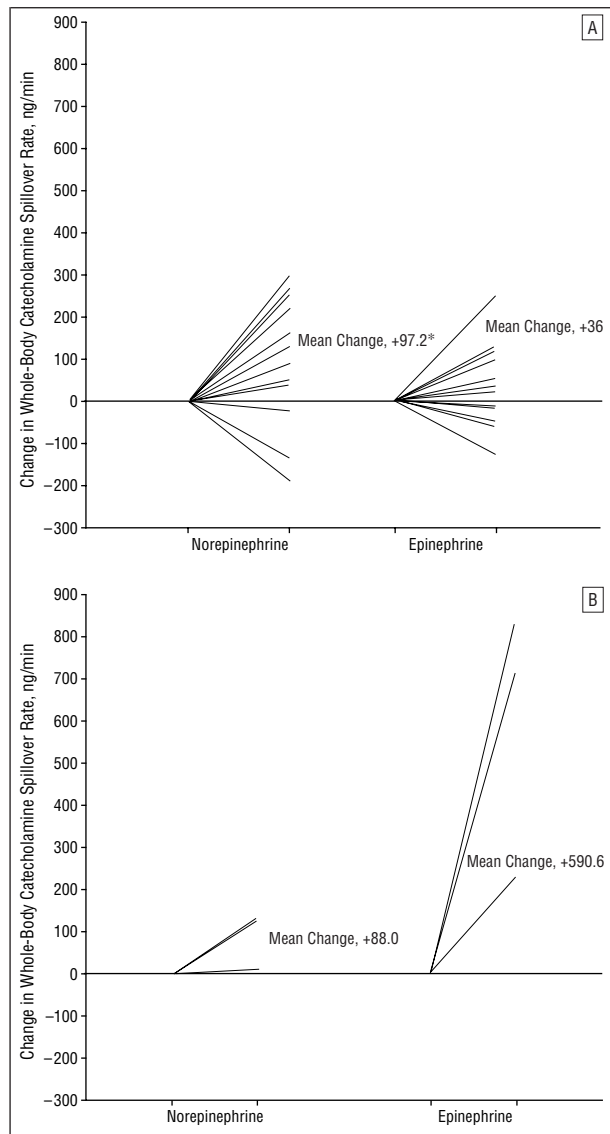 A
Change in Whole-Body Catecholamine Spillover Rate, ng/min
900
800
700
600
500
400
300
200
100
0
−100
−200
−300
Mean Change, +97.2*
Mean Change, +36
Norepinephrine
Epinephrine
B
Change in Whole-Body Catecholamine Spillover Rate, ng/min
900
800
700
600
500
400
300
200
100
0
−100
−200
−300
Mean Change, +88.0
Mean Change, +590.6
Norepinephrine
Epinephrine